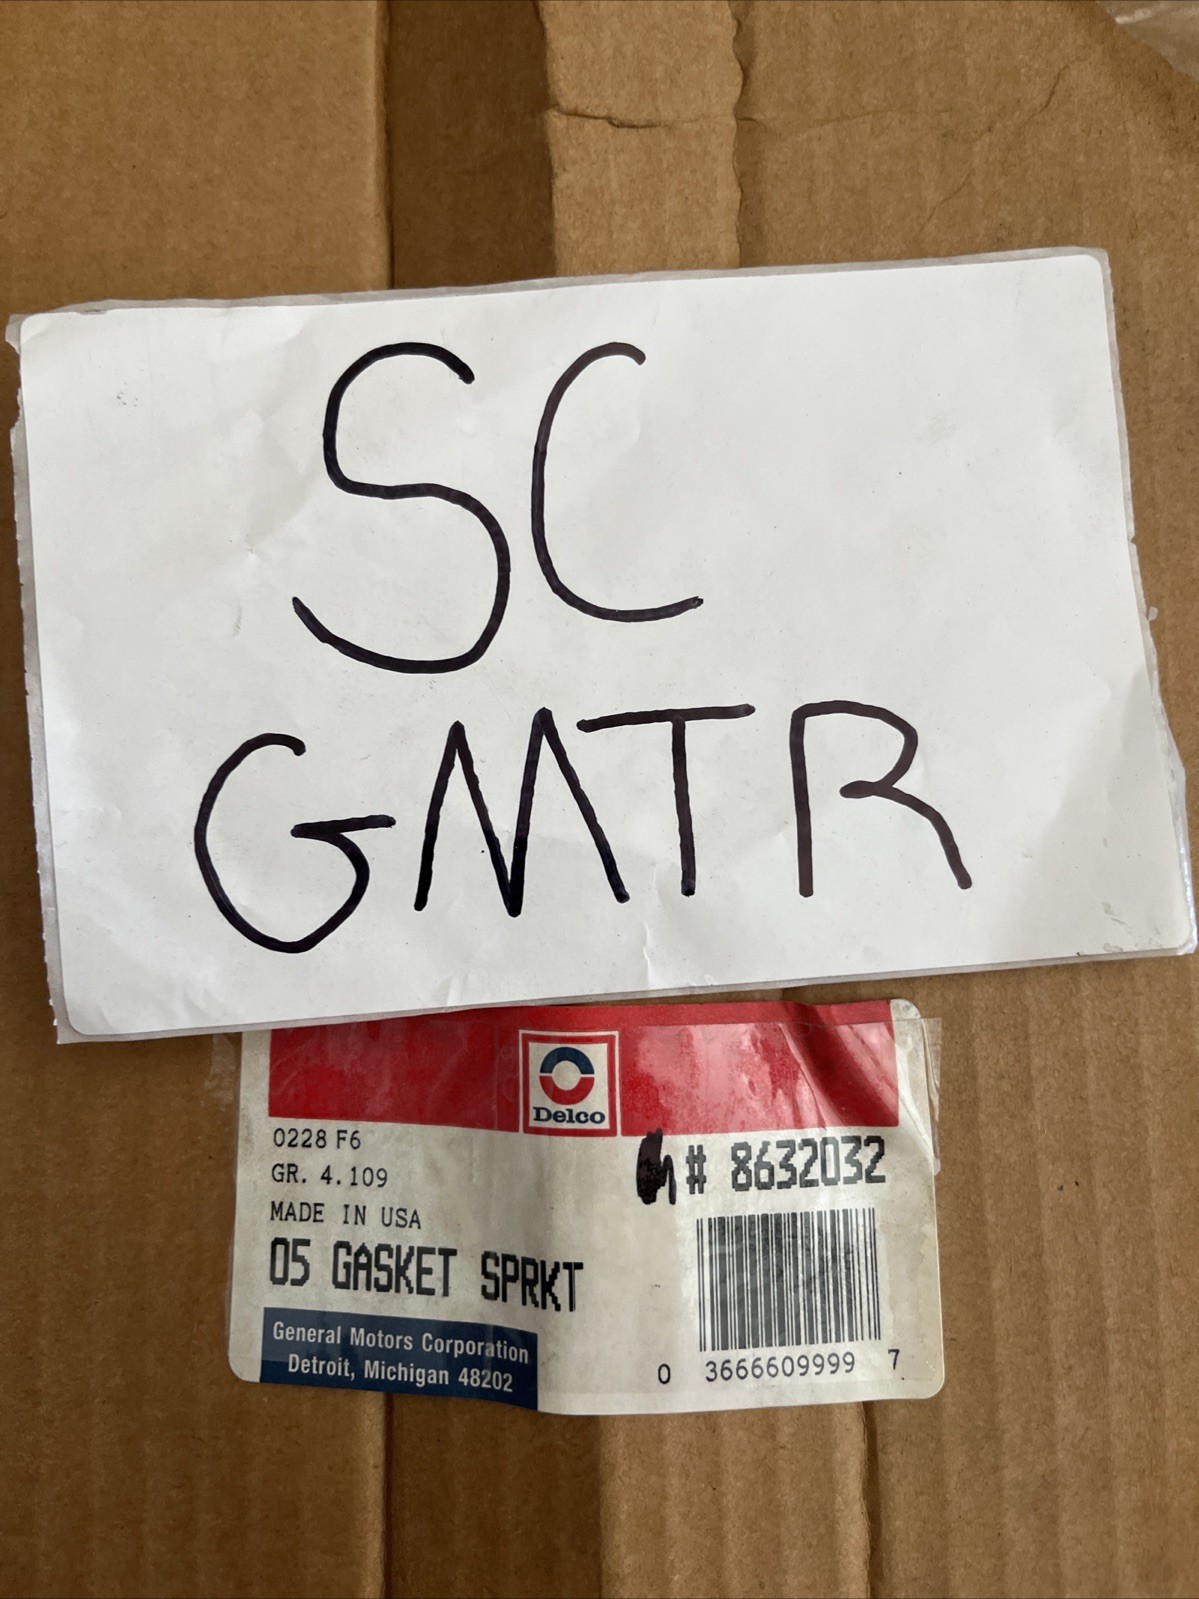 SC
GMTR
Delco
0228 F6
GR. 4.109
MADE IN USA
05 GASKET SPRKT
# 8632032
General Motors Corporation
Detroit, Michigan 48202
0 3666609999 7